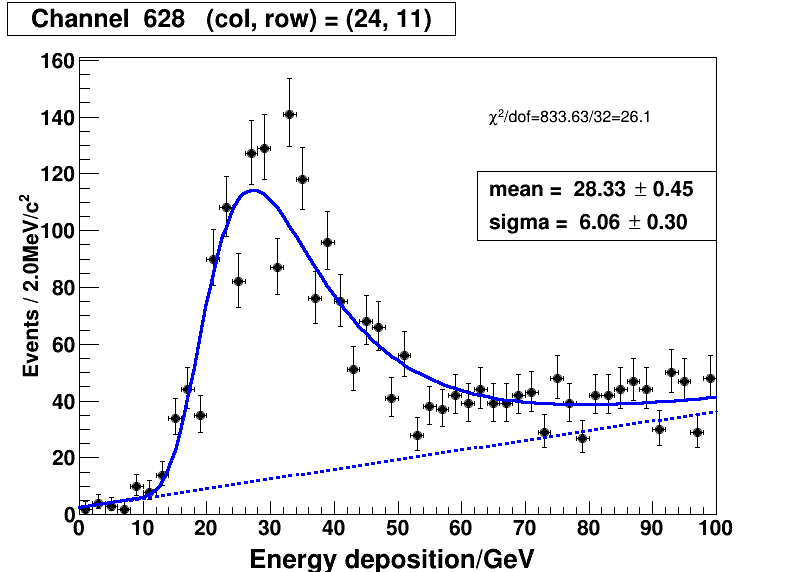 Channel 628 (col, row) = (24, 11)
160
140
120
100
80
60
40
20
0
Events / 2.0MeV/c²
χ²/dof=833.63/32=26.1
mean = 28.33 ± 0.45
sigma = 6.06 ± 0.30
0 10 20 30 40 50 60 70 80 90 100
Energy deposition/GeV